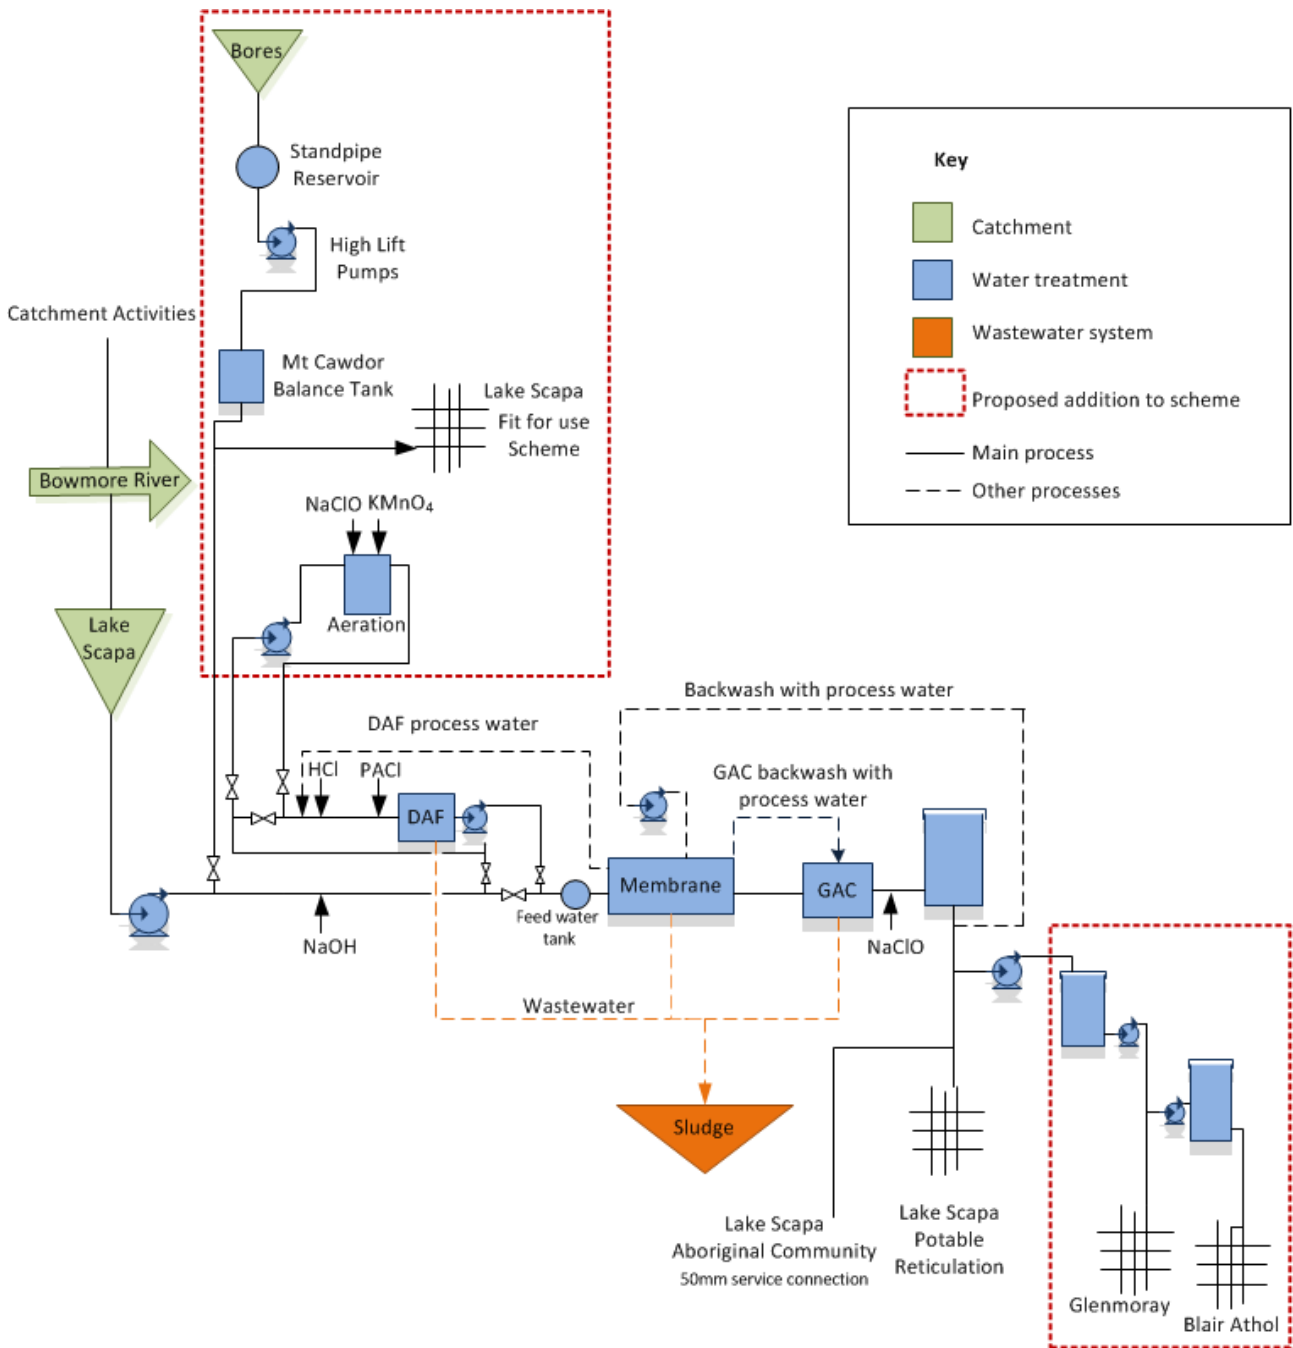 Bores
Standpipe
Reservoir
High Lift
Pumps
Catchment Activities
Mt Cawdor
Balance Tank
Lake Scapa
Fit for use
Scheme
Bowmore River
NaClO KMnO₄
Aeration
Lake
Scapa
Key
Catchment
Water treatment
Wastewater system
Proposed addition to scheme
Main process
Other processes
Backwash with process water
DAF process water
HCl
PACl
GAC backwash with
process water
DAF
Membrane
GAC
Feed water
tank
NaOH
NaClO
Wastewater
Sludge
Lake Scapa
Aboriginal Community
50mm service connection
Lake Scapa
Potable
Reticulation
Glenmoray
Blair Athol